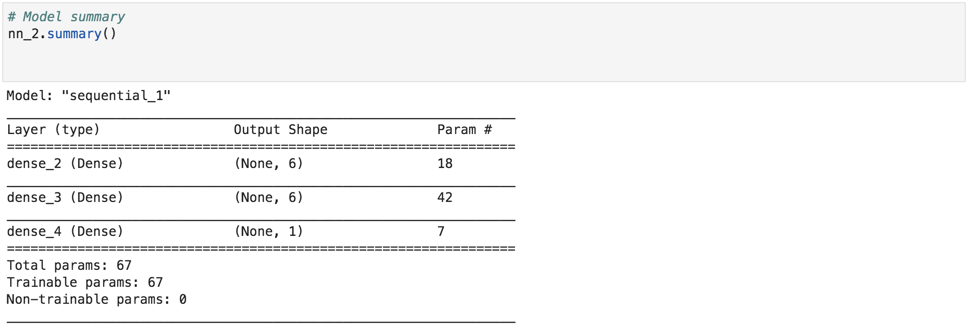 # Model summary
nn_2.summary()
Model: "sequential_1"
Layer (type) Output Shape Param #
=================================================================
dense_2 (Dense) (None, 6) 18
dense_3 (Dense) (None, 6) 42
dense_4 (Dense) (None, 1) 7
=================================================================
Total params: 67
Trainable params: 67
Non-trainable params: 0